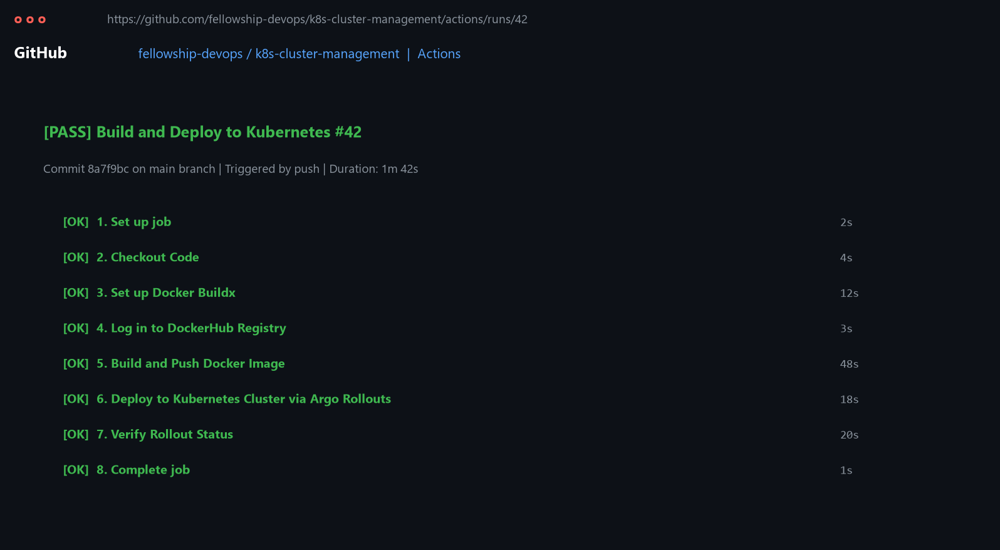 https://github.com/fellowship-devops/k8s-cluster-management/actions/runs/42
GitHub fellowship-devops / k8s-cluster-management | Actions
[PASS] Build and Deploy to Kubernetes #42
Commit 8a7f9bc on main branch | Triggered by push | Duration: 1m 42s
[OK] 1. Set up job 2s
[OK] 2. Checkout Code 4s
[OK] 3. Set up Docker Buildx 12s
[OK] 4. Log in to DockerHub Registry 3s
[OK] 5. Build and Push Docker Image 48s
[OK] 6. Deploy to Kubernetes Cluster via Argo Rollouts 18s
[OK] 7. Verify Rollout Status 20s
[OK] 8. Complete job 1s